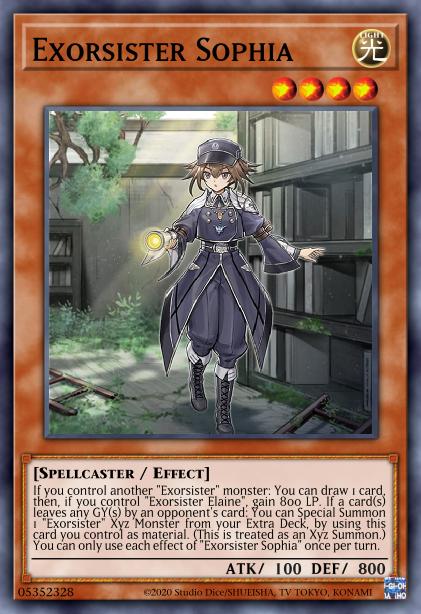 Exorsister Sophia
LIGHT
光
[Spellcaster / Effect]
If you control another "Exorsister" monster: You can draw 1 card,
then, if you control "Exorsister Elaine", gain 800 LP. If a card(s)
leaves any GY(s) by an opponent's card: You can Special Summon
1 "Exorsister" Xyz Monster from your Extra Deck, by using this
card you control as material. (This is treated as an Xyz Summon.)
You can only use each effect of "Exorsister Sophia" once per turn.
ATK/ 100 DEF/ 800
05352328 ©2020 Studio Dice/SHUEISHA, TV TOKYO, KONAMI